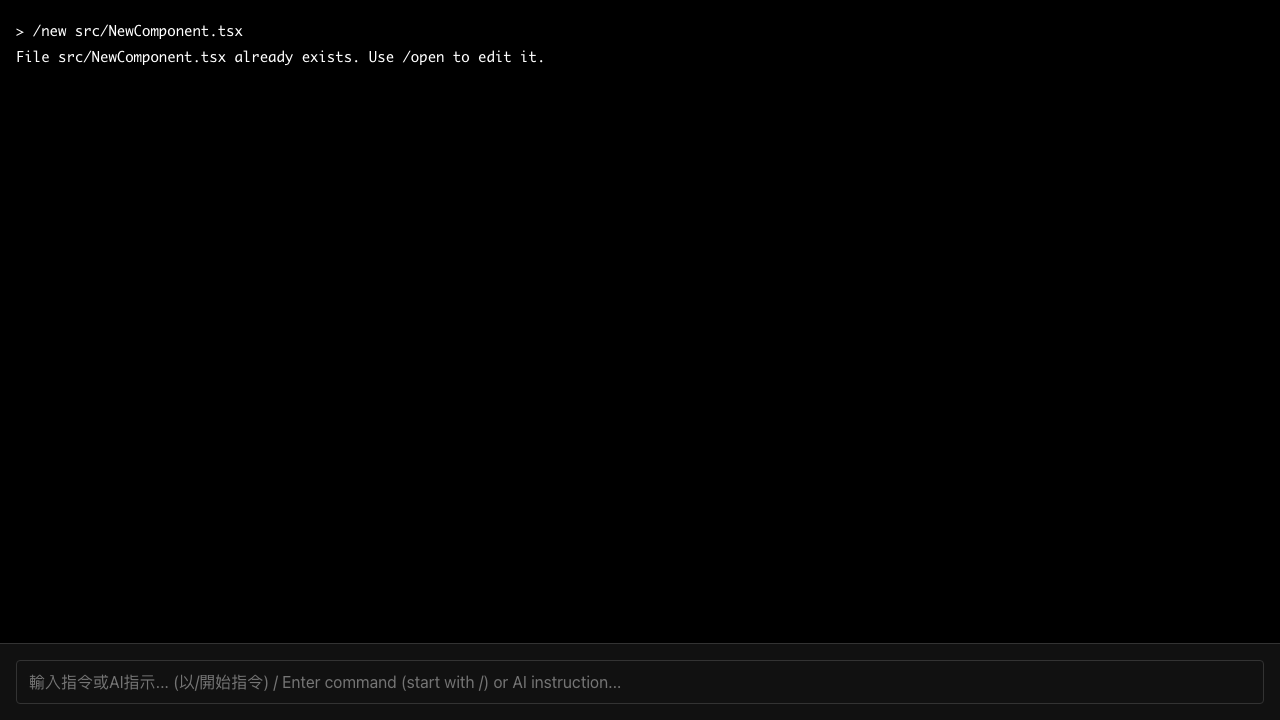 > /new src/NewComponent.tsx
File src/NewComponent.tsx already exists. Use /open to edit it.
輸入指令或AI指示... (以/開始指令) / Enter command (start with /) or AI instruction...